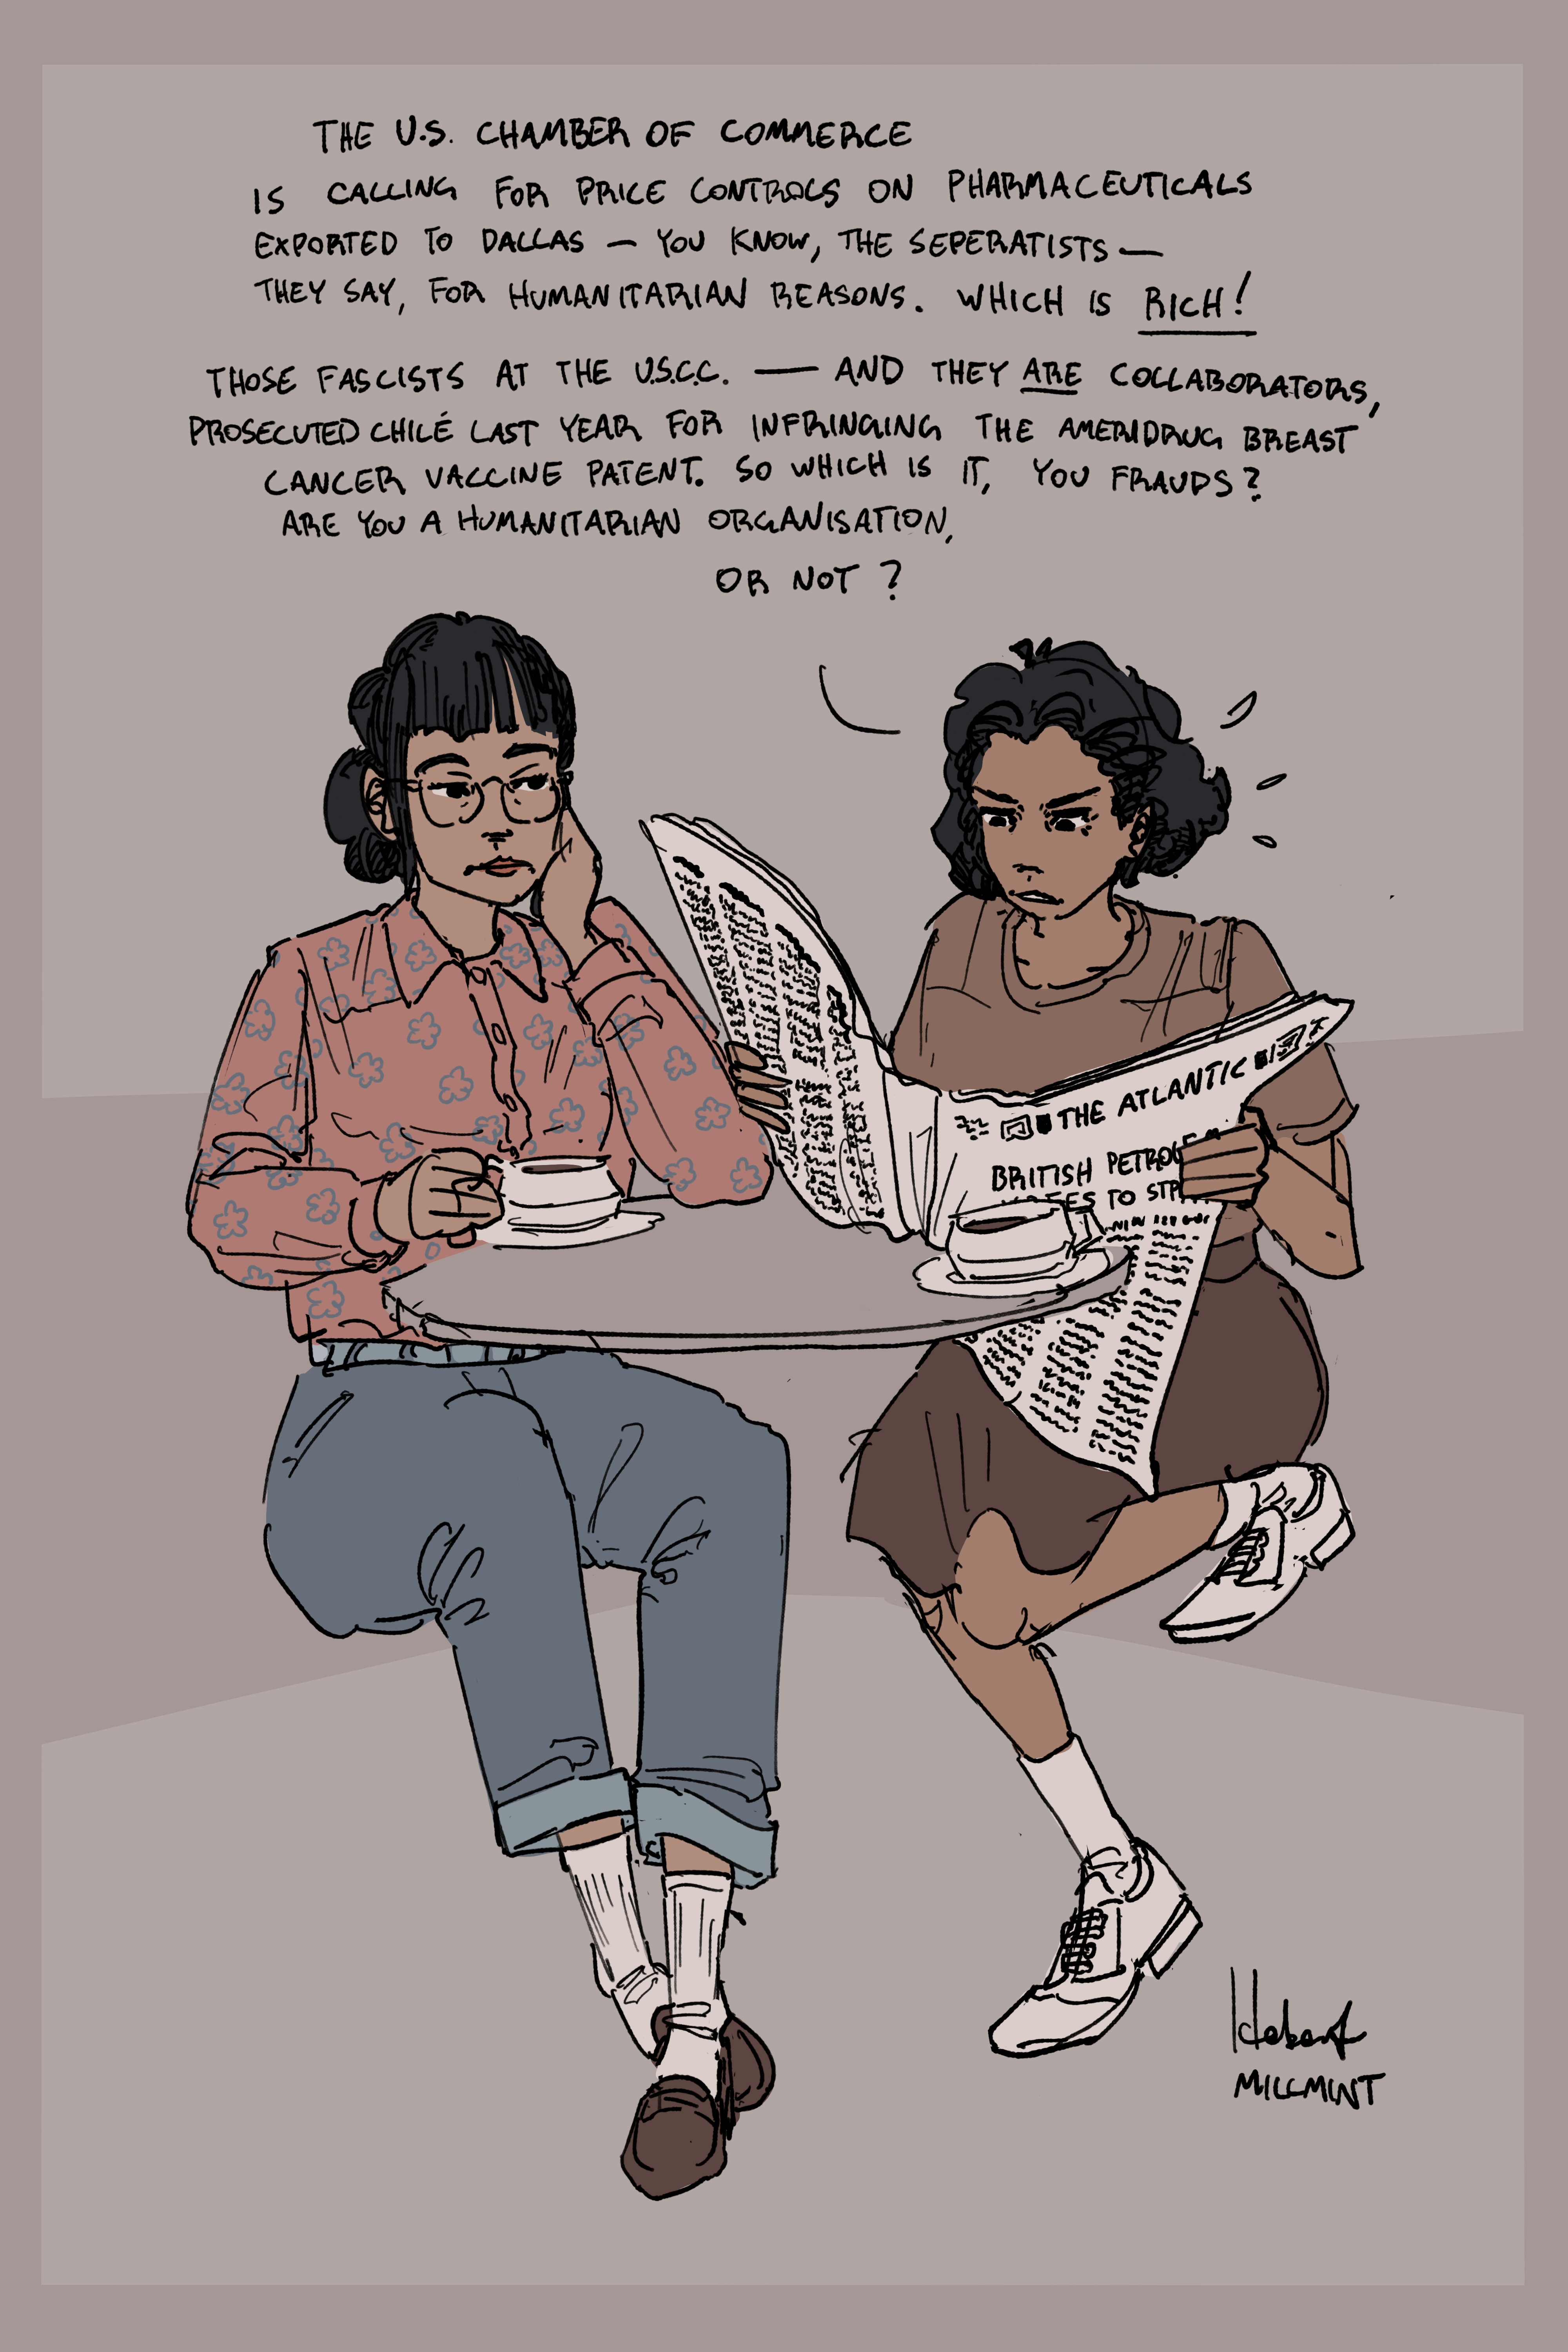 THE U.S. CHAMBER OF COMMERCE
IS CALLING FOR PRICE CONTROLS ON PHARMACEUTICALS
EXPORTED TO DALLAS — YOU KNOW, THE SEPERATISTS —
THEY SAY, FOR HUMANITARIAN REASONS. WHICH IS RICH!
THOSE FASCISTS AT THE U.S.C.C. — AND THEY ARE COLLABORATORS,
PROSECUTED CHILÉ LAST YEAR FOR INFRINGING THE AMERIDRUG BREAST
CANCER VACCINE PATENT. SO WHICH IS IT, YOU FRAUDS?
ARE YOU A HUMANITARIAN ORGANISATION,
OR NOT?
THE ATLANTIC
BRITISH PETROLE
TO
MILLMINT